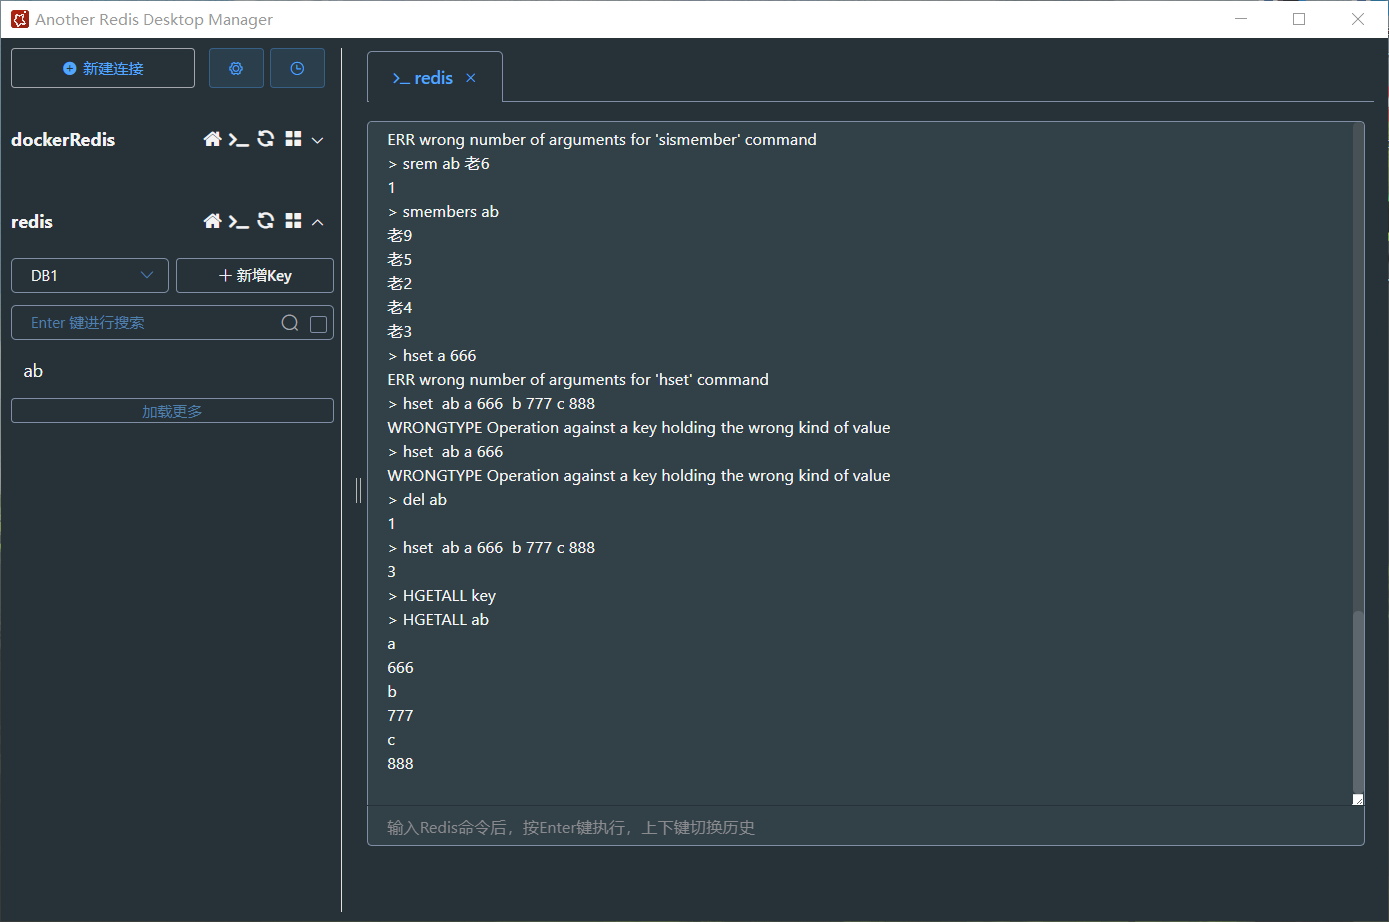 Another Redis Desktop Manager
新建连接
dockerRedis
redis
DB1
新增Key
Enter 键进行搜索
ab
加载更多
>_ redis
ERR wrong number of arguments for 'sismember' command
> srem ab 老6
1
> smembers ab
老9
老5
老2
老4
老3
> hset a 666
ERR wrong number of arguments for 'hset' command
> hset  ab a 666  b 777 c 888
WRONGTYPE Operation against a key holding the wrong kind of value
> hset  ab a 666
WRONGTYPE Operation against a key holding the wrong kind of value
> del ab
1
> hset  ab a 666  b 777 c 888
3
> HGETALL key
> HGETALL ab
a
666
b
777
c
888
输入Redis命令后，按Enter键执行，上下键切换历史